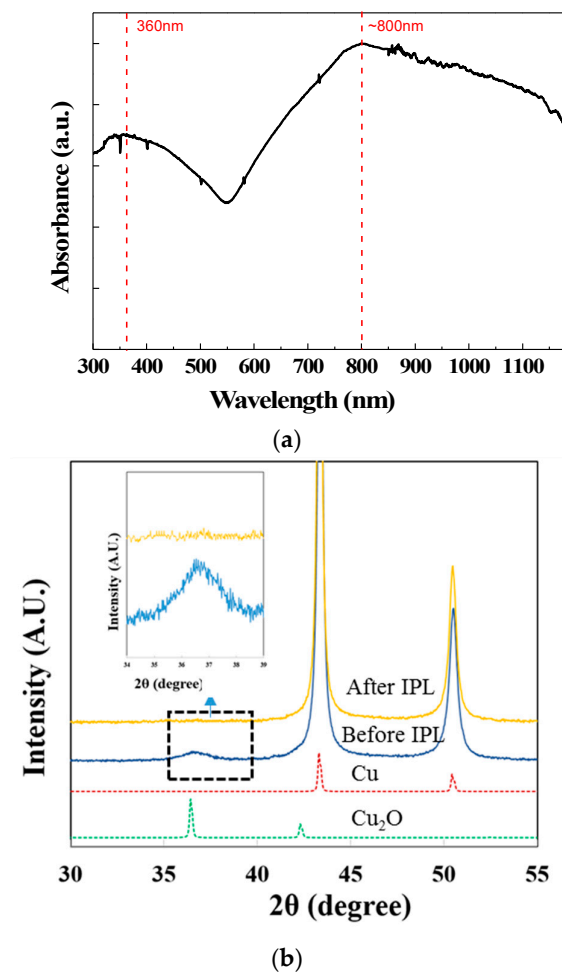 360nm
~800nm
Absorbance (a.u.)
300 400 500 600 700 800 900 1000 1100
Wavelength (nm)
(a)
Intensity (A.U.)
34 35 36 37 38 39
2θ (degree)
After IPL
Before IPL
Cu
Cu₂O
Intensity (A.U.)
30 35 40 45 50 55
2θ (degree)
(b)